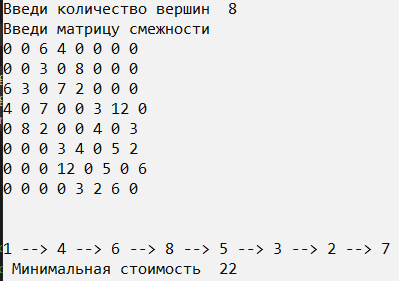 Введи количество вершин 8
Введи матрицу смежности
0 0 6 4 0 0 0 0
0 0 3 0 8 0 0 0
6 3 0 7 2 0 0 0
4 0 7 0 0 3 12 0
0 8 2 0 0 4 0 3
0 0 0 3 4 0 5 2
0 0 0 12 0 5 0 6
0 0 0 0 3 2 6 0
1 --> 4 --> 6 --> 8 --> 5 --> 3 --> 2 --> 7
Минимальная стоимость 22